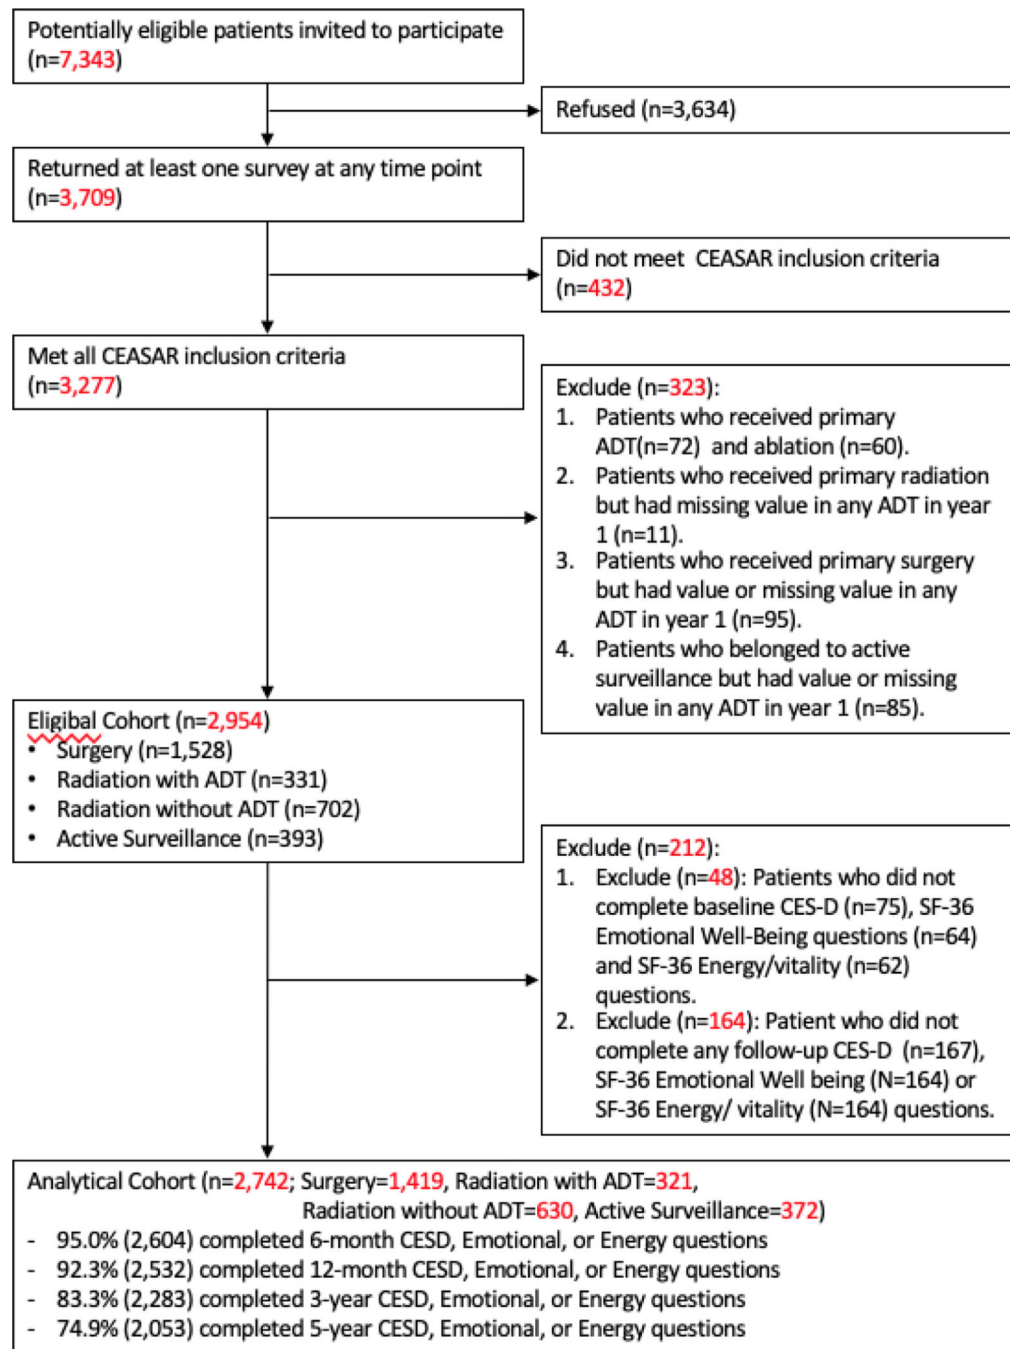 Potentially eligible patients invited to participate
(n=7,343)
Refused (n=3,634)
Returned at least one survey at any time point
(n=3,709)
Did not meet  CEASAR inclusion criteria
(n=432)
Met all CEASAR inclusion criteria
(n=3,277)
Exclude (n=323):
1. Patients who received primary
ADT(n=72)  and ablation (n=60).
2. Patients who received primary radiation
but had missing value in any ADT in year
1 (n=11).
3. Patients who received primary surgery
but had value or missing value in any
ADT in year 1 (n=95).
4. Patients who belonged to active
surveillance but had value or missing
value in any ADT in year 1 (n=85).
Eligibal Cohort (n=2,954)
• Surgery (n=1,528)
• Radiation with ADT (n=331)
• Radiation without ADT (n=702)
• Active Surveillance (n=393)
Exclude (n=212):
1. Exclude (n=48): Patients who did not
complete baseline CES-D (n=75), SF-36
Emotional Well-Being questions (n=64)
and SF-36 Energy/vitality (n=62)
questions.
2. Exclude (n=164): Patient who did not
complete any follow-up CES-D  (n=167),
SF-36 Emotional Well being (N=164) or
SF-36 Energy/ vitality (N=164) questions.
Analytical Cohort (n=2,742; Surgery=1,419, Radiation with ADT=321,
Radiation without ADT=630, Active Surveillance=372)
- 95.0% (2,604) completed 6-month CESD, Emotional, or Energy questions
- 92.3% (2,532) completed 12-month CESD, Emotional, or Energy questions
- 83.3% (2,283) completed 3-year CESD, Emotional, or Energy questions
- 74.9% (2,053) completed 5-year CESD, Emotional, or Energy questions